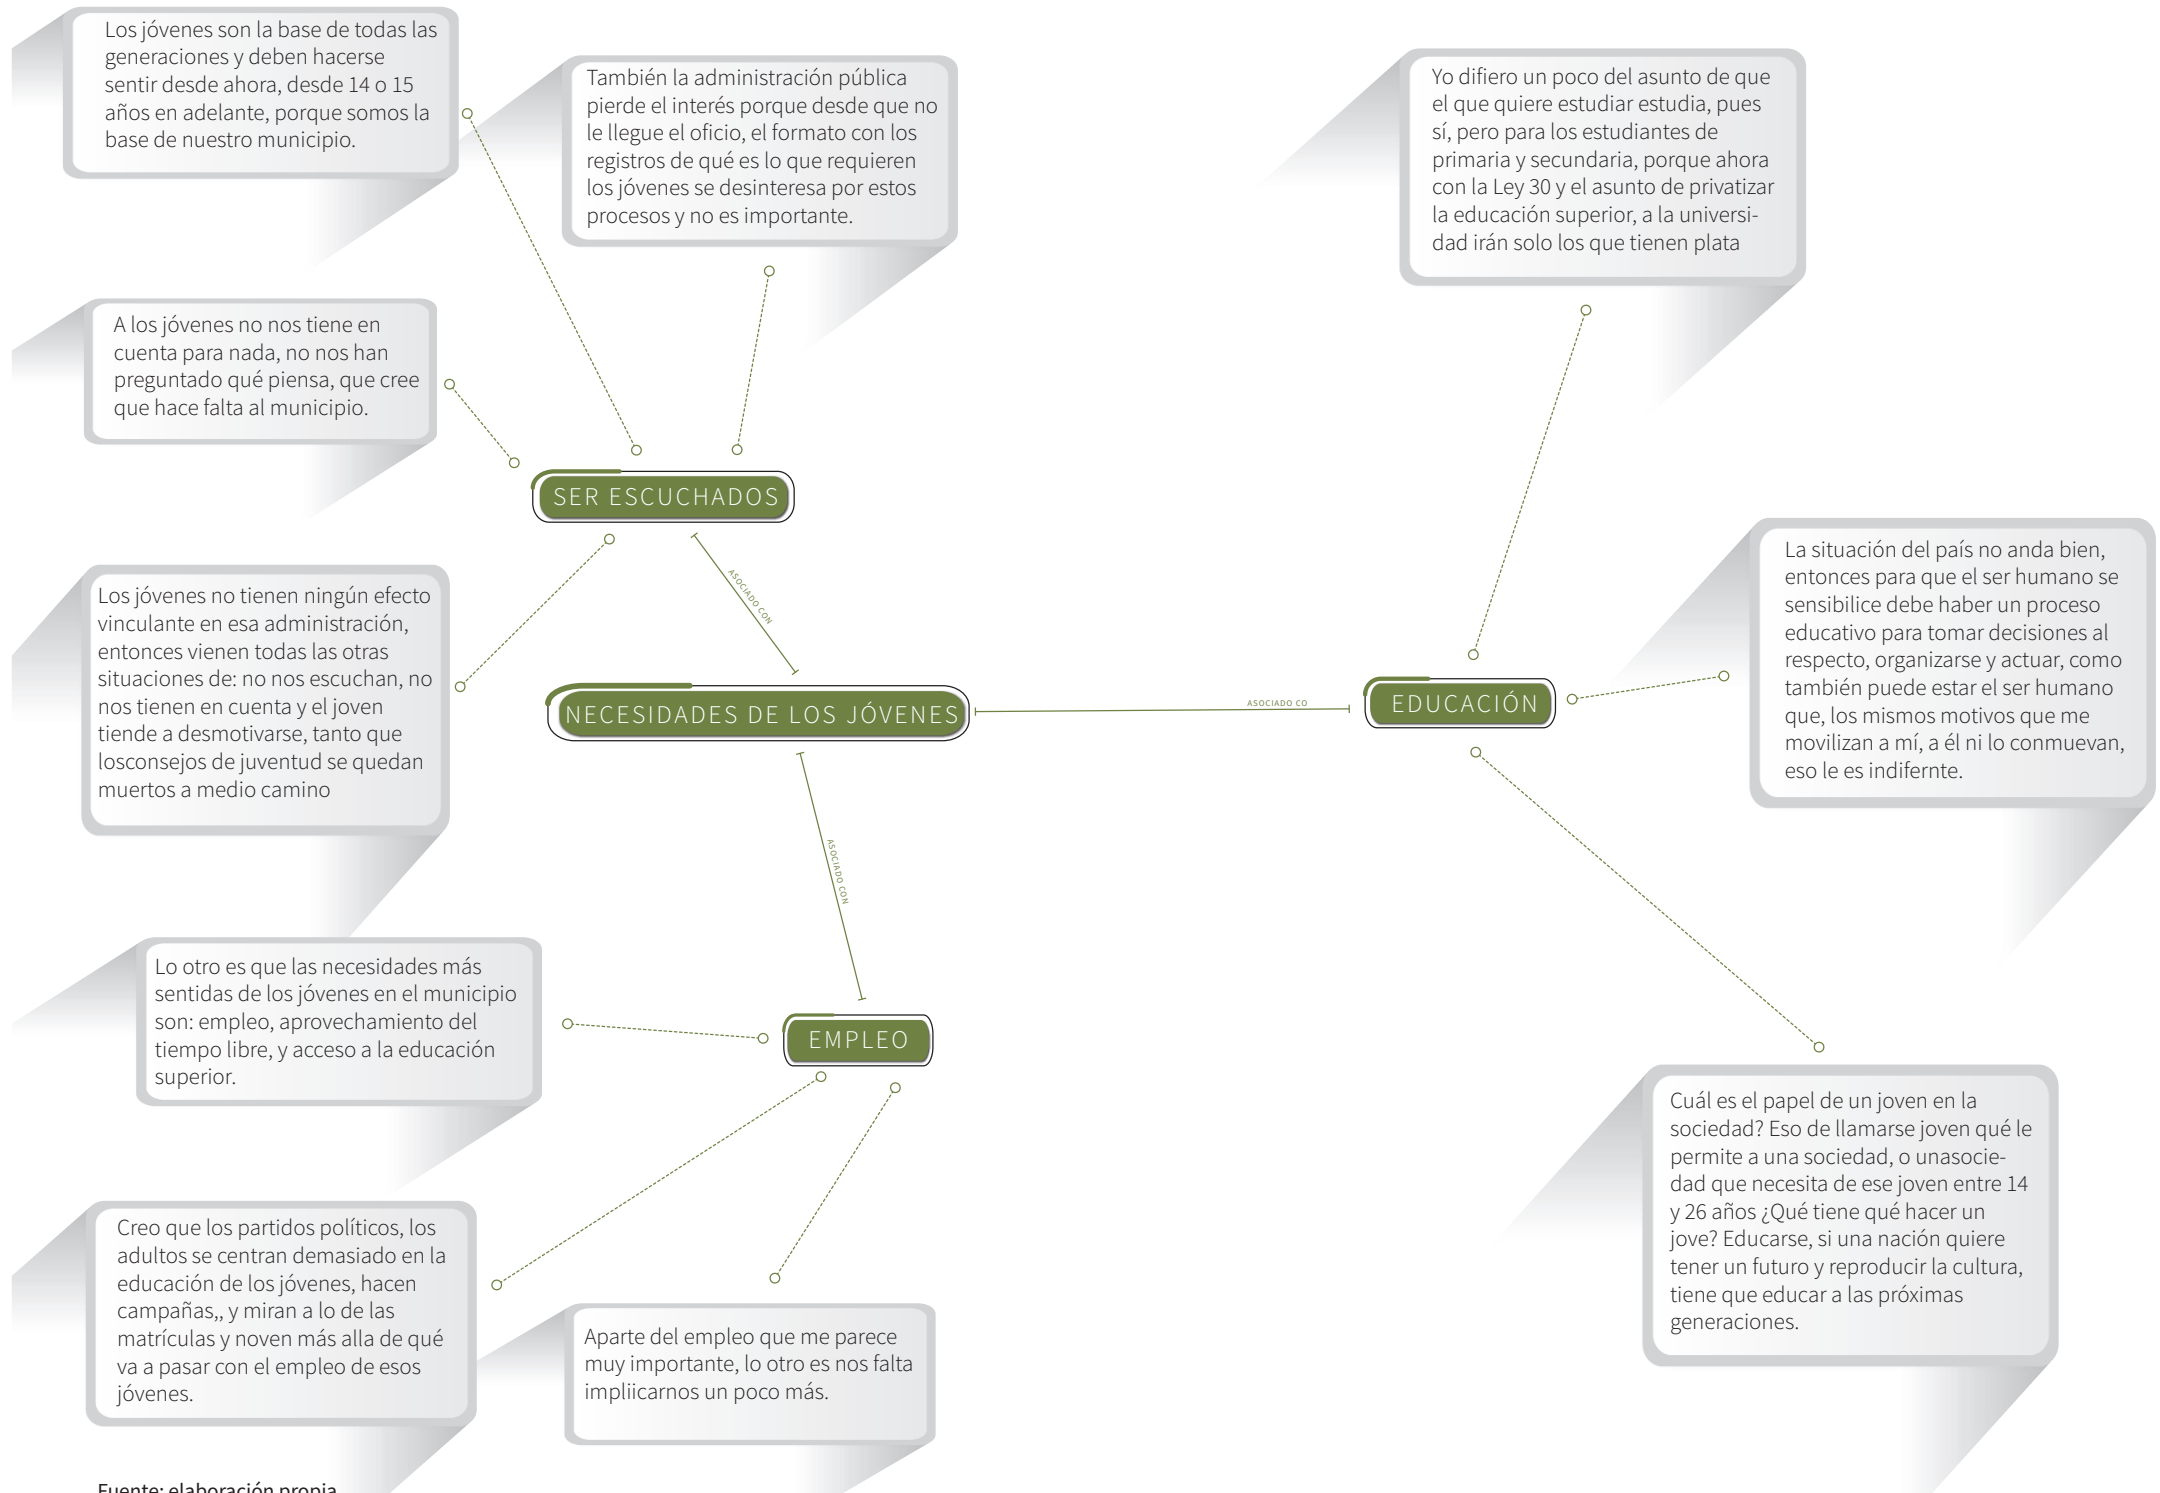 Los jóvenes son la base de todas las
generaciones y deben hacerse
sentir desde ahora, desde 14 o 15
años en adelante, porque somos la
base de nuestro municipio.
También la administración pública
pierde el interés porque desde que no
le llegue el oficio, el formato con los
registros de qué es lo que requieren
los jóvenes se desinteresa por estos
procesos y no es importante.
Yo difiero un poco del asunto de que
el que quiere estudiar estudia, pues
sí, pero para los estudiantes de
primaria y secundaria, porque ahora
con la Ley 30 y el asunto de privatizar
la educación superior, a la universi-
dad irán solo los que tienen plata
A los jóvenes no nos tiene en
cuenta para nada, no nos han
preguntado qué piensa, que cree
que hace falta al municipio.
SER ESCUCHADOS
ASOCIADO CON
Los jóvenes no tienen ningún efecto
vinculante en esa administración,
entonces vienen todas las otras
situaciones de: no nos escuchan, no
nos tienen en cuenta y el joven
tiende a desmotivarse, tanto que
losconsejos de juventud se quedan
muertos a medio camino
La situación del país no anda bien,
entonces para que el ser humano se
sensibilice debe haber un proceso
educativo para tomar decisiones al
respecto, organizarse y actuar, como
también puede estar el ser humano
que, los mismos motivos que me
movilizan a mí, a él ni lo conmuevan,
eso le es indifernte.
NECESIDADES DE LOS JÓVENES
ASOCIADO CO
EDUCACIÓN
ASOCIADO CON
Lo otro es que las necesidades más
sentidas de los jóvenes en el municipio
son: empleo, aprovechamiento del
tiempo libre, y acceso a la educación
superior.
EMPLEO
Cuál es el papel de un joven en la
sociedad? Eso de llamarse joven qué le
permite a una sociedad, o unasocie-
dad que necesita de ese joven entre 14
y 26 años ¿Qué tiene qué hacer un
jove? Educarse, si una nación quiere
tener un futuro y reproducir la cultura,
tiene que educar a las próximas
generaciones.
Creo que los partidos políticos, los
adultos se centran demasiado en la
educación de los jóvenes, hacen
campañas,, y miran a lo de las
matrículas y noven más alla de qué
va a pasar con el empleo de esos
jóvenes.
Aparte del empleo que me parece
muy importante, lo otro es nos falta
impliicarnos un poco más.
Fuente: elaboración propia